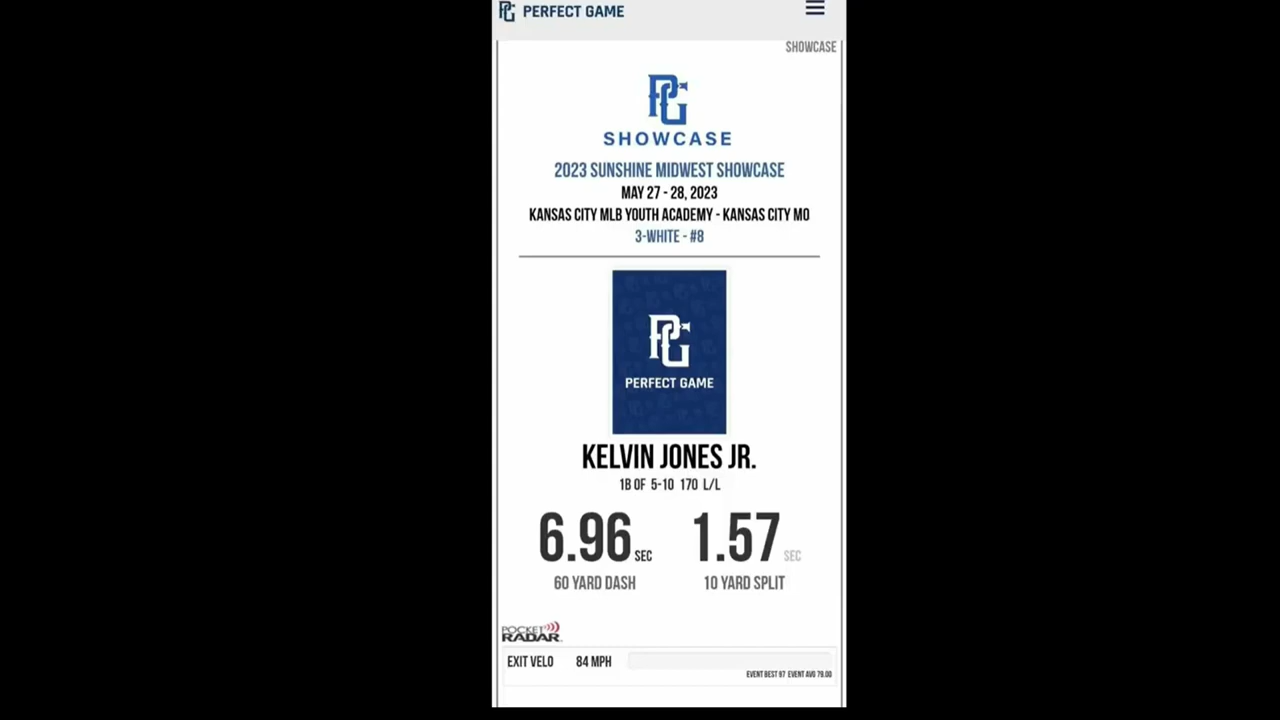 PERFECT GAME
SHOWCASE
PG
SHOWCASE
2023 SUNSHINE MIDWEST SHOWCASE
MAY 27 - 28, 2023
KANSAS CITY MLB YOUTH ACADEMY - KANSAS CITY MO
3-WHITE - #8
PG
PERFECT GAME
KELVIN JONES JR.
1B OF 5-10 170 L/L
6.96 SEC 1.57 SEC
60 YARD DASH 10 YARD SPLIT
POCKET
RADAR
EXIT VELO 84 MPH
EVENT BEST 97 EVENT AVG 79.00